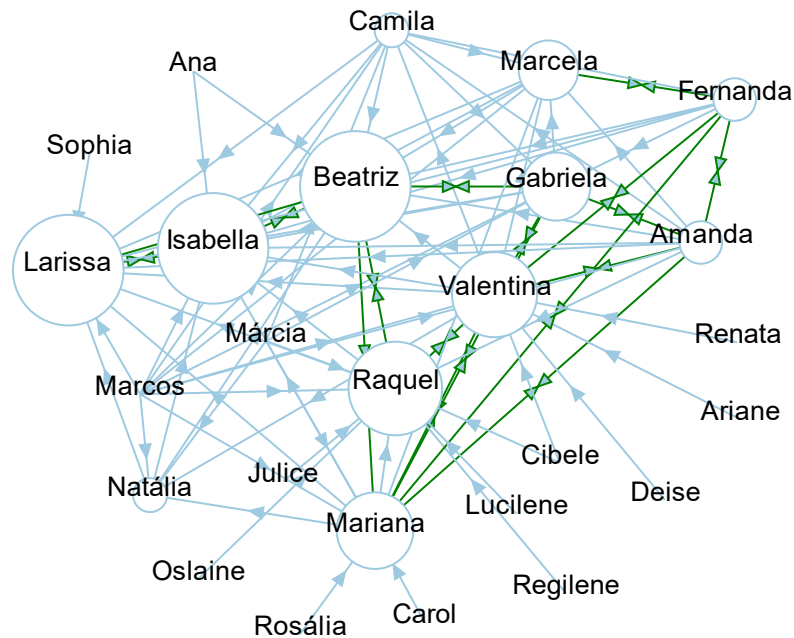 Camila
Marcela
Ana
Fernanda
Sophia
Beatriz
Gabriela
Isabella
Amanda
Larissa
Valentina
Márcia
Renata
Marcos
Raquel
Ariane
Cibele
Julice
Natália
Deise
Lucilene
Mariana
Oslaine
Regilene
Carol
Rosália